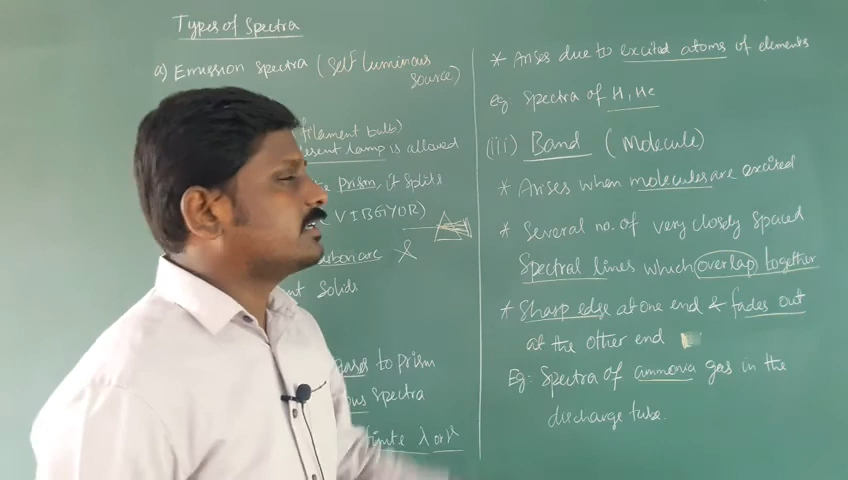 Types of Spectra
a) Emission Spectra (Self Luminous
Source)
filament bulb)
escent lamp is allowed
prism, it splits
(VIBGYOR)
arbon arc &
Solids
to prism
Spectra
λ or ν
* Arises due to excited atoms of elements
eg Spectra of H, He
(iii) Band (Molecule)
* Arises when molecules are excited
* Several no. of very closely spaced
Spectral lines which overlap together
* Sharp edge at one end & fades out
at the other end
Eg: Spectra of ammonia gas in the
discharge tube.